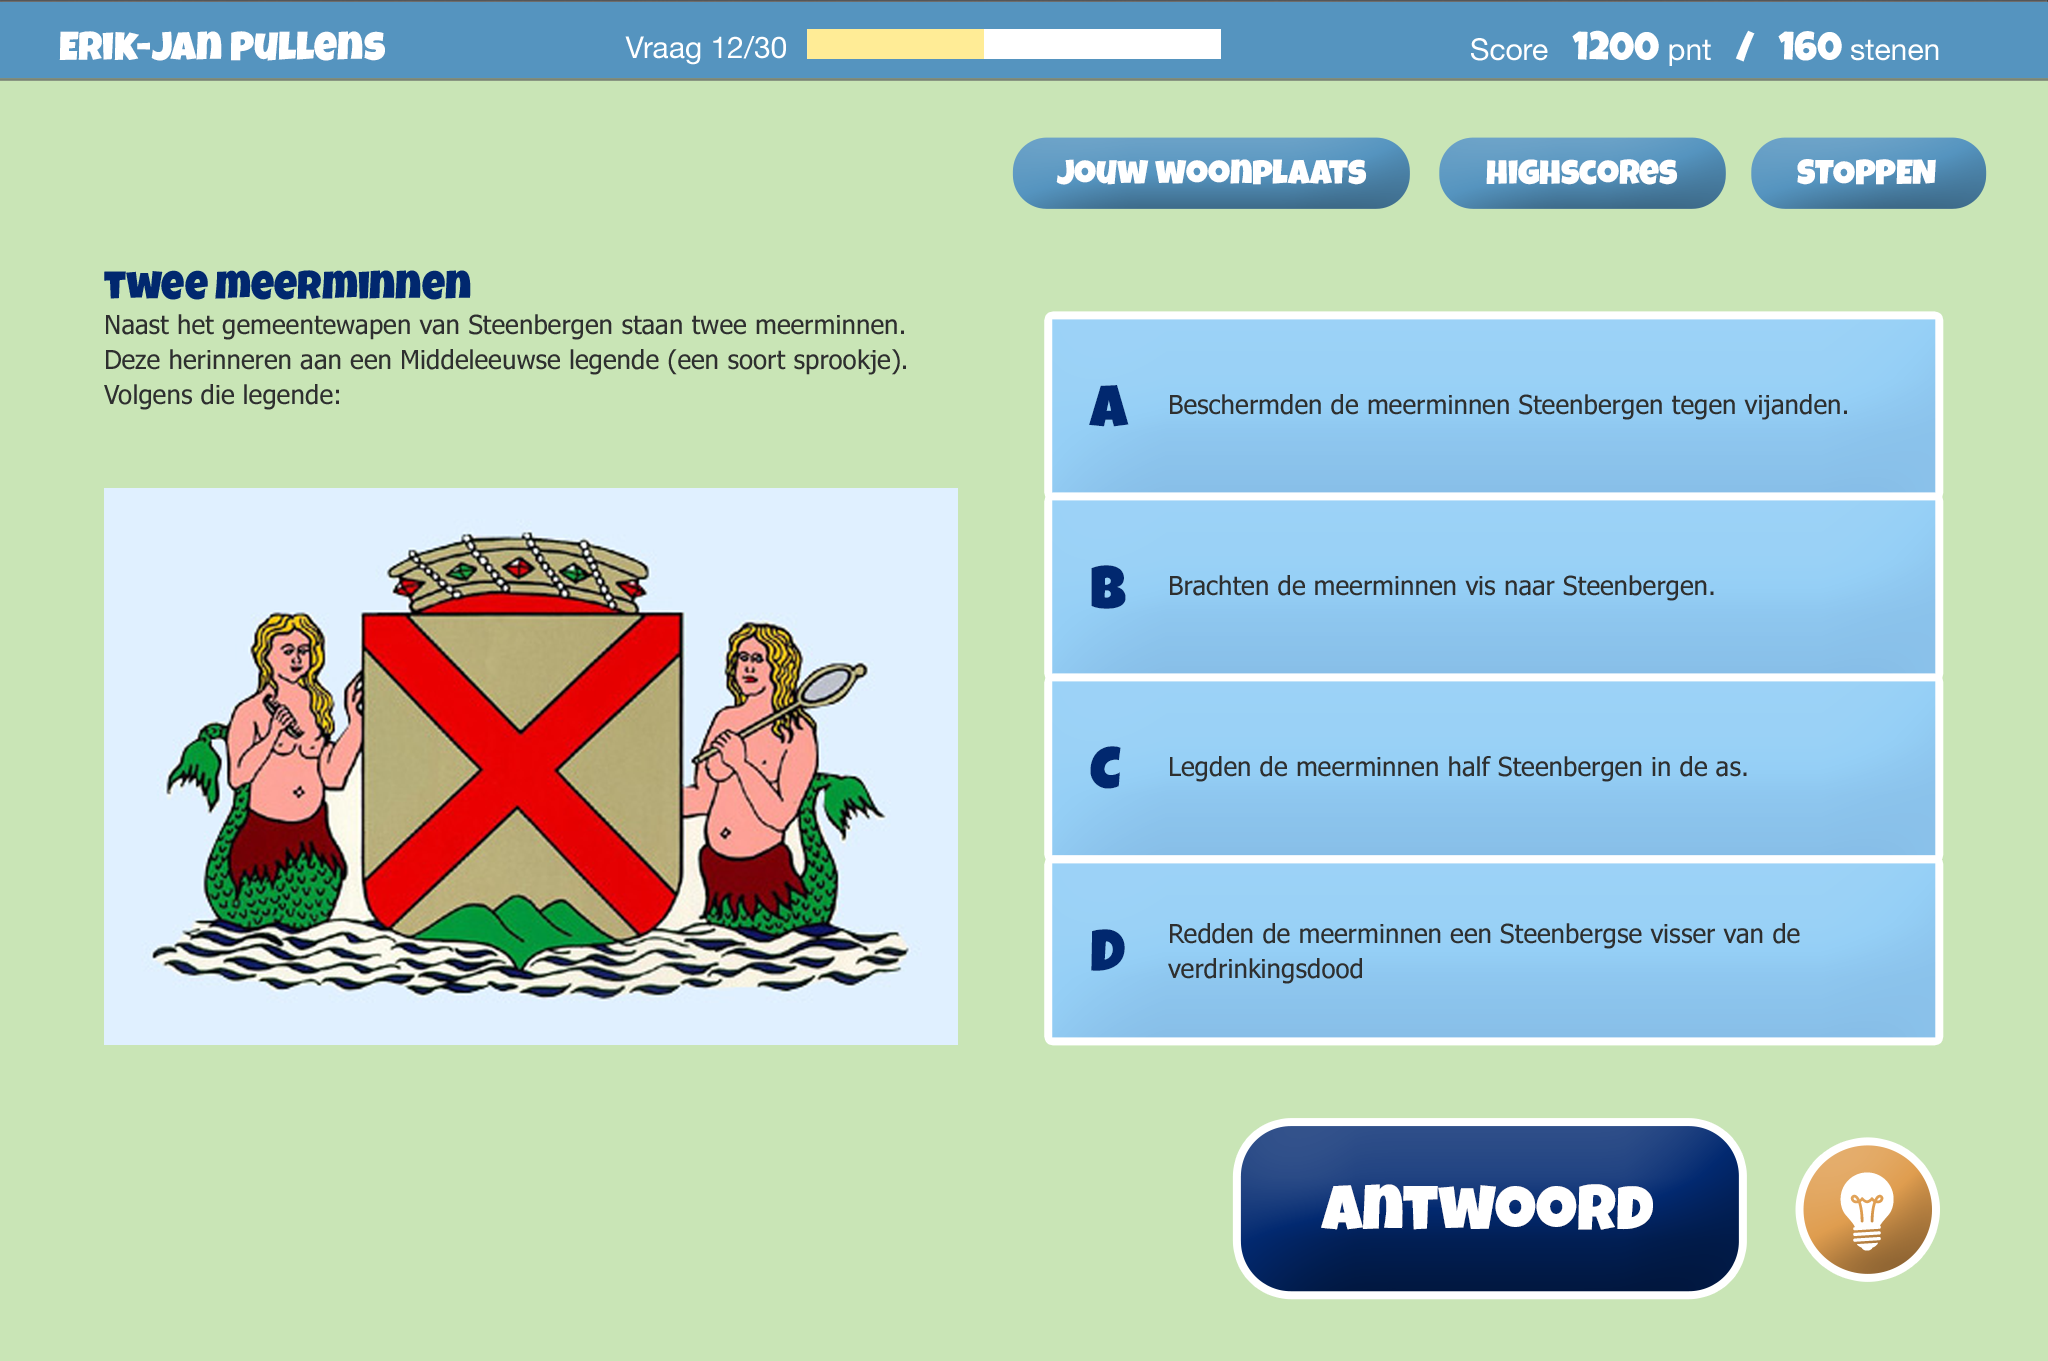 ERIK-JAN PULLENS
Vraag 12/30
Score 1200 pnt / 160 stenen
JOUW WOONPLAATS
HIGHSCORES
STOPPEN
TWEE MEERMINNEN
Naast het gemeentewapen van Steenbergen staan twee meerminnen.
Deze herinneren aan een Middeleeuwse legende (een soort sprookje).
Volgens die legende:
A Beschermden de meerminnen Steenbergen tegen vijanden.
B Brachten de meerminnen vis naar Steenbergen.
C Legden de meerminnen half Steenbergen in de as.
D Redden de meerminnen een Steenbergse visser van de
verdrinkingsdood
ANTWOORD